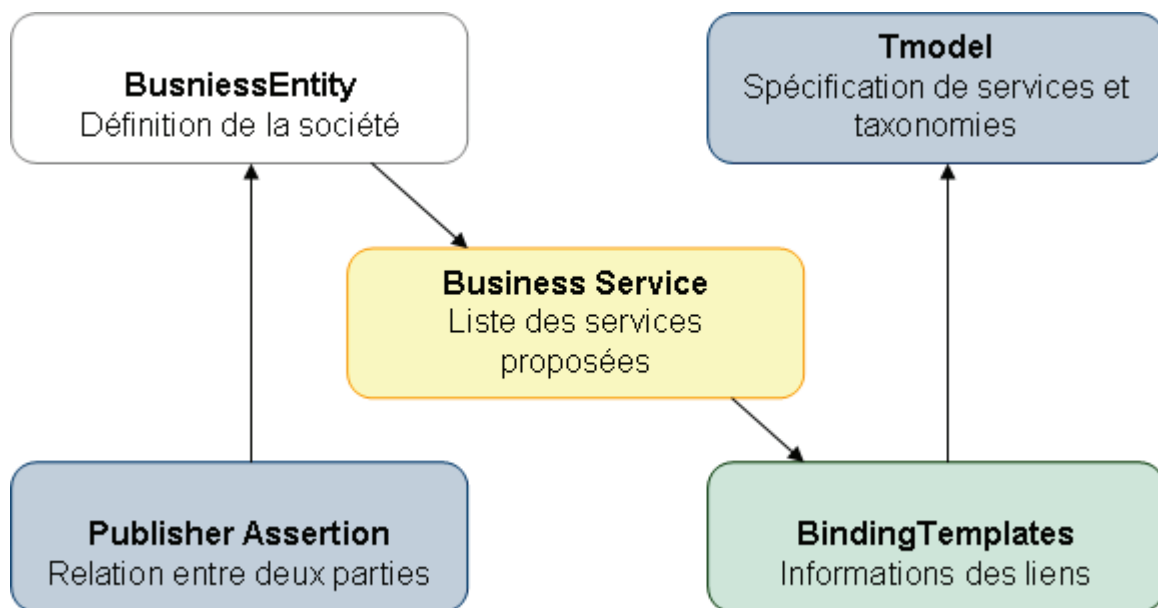 BusniessEntity
Définition de la société
Tmodel
Spécification de services et
taxonomies
Business Service
Liste des services
proposées
Publisher Assertion
Relation entre deux parties
BindingTemplates
Informations des liens